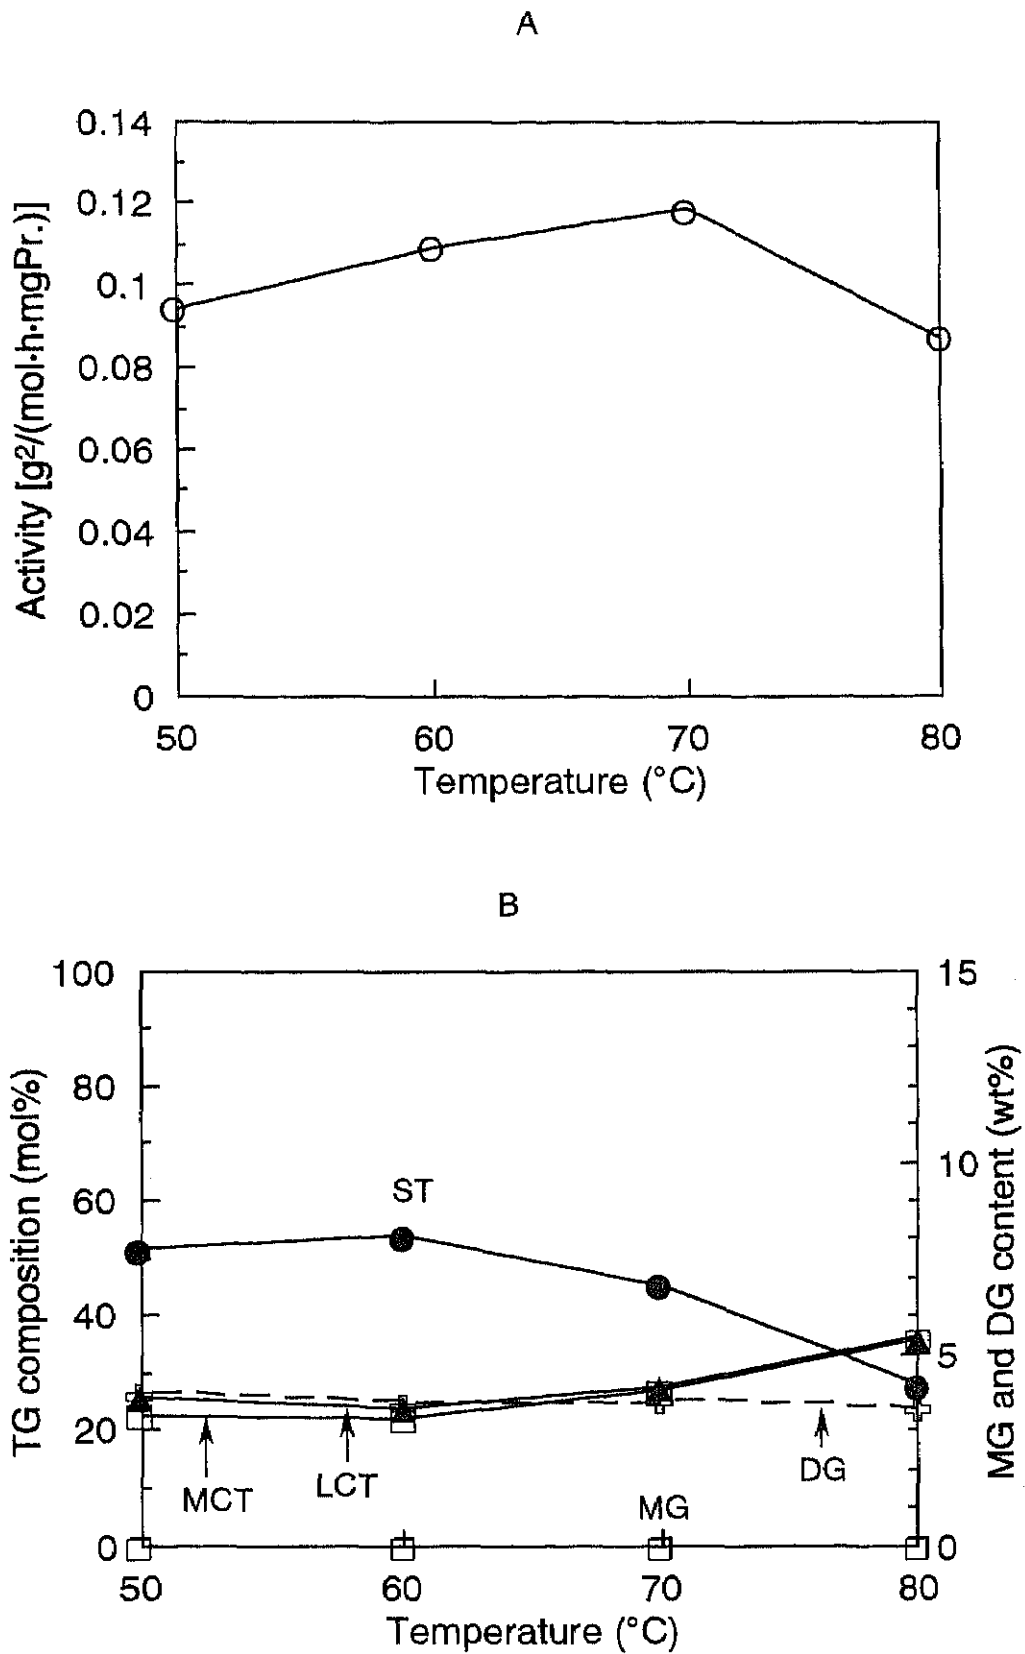 A
0.14
0.12
0.1
0.08
0.06
0.04
0.02
0
Activity [g2/(mol·h·mgPr.)]
50 60 70 80
Temperature (°C)
B
100
80
60
40
20
0
TG composition (mol%)
15
10
5
0
MG and DG content (wt%)
ST
MCT
LCT
DG
MG
50 60 70 80
Temperature (°C)